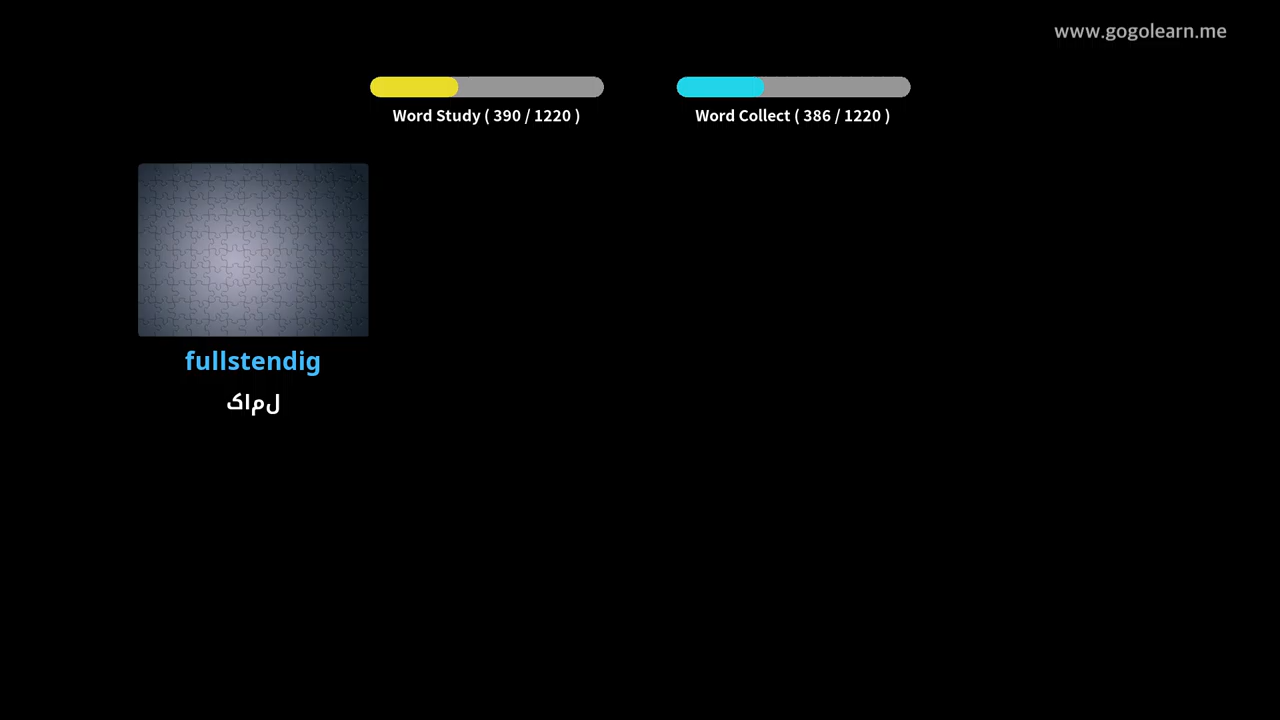 www.gogolearn.me
Word Study ( 390 / 1220 )
Word Collect ( 386 / 1220 )
fullstendig
کامل